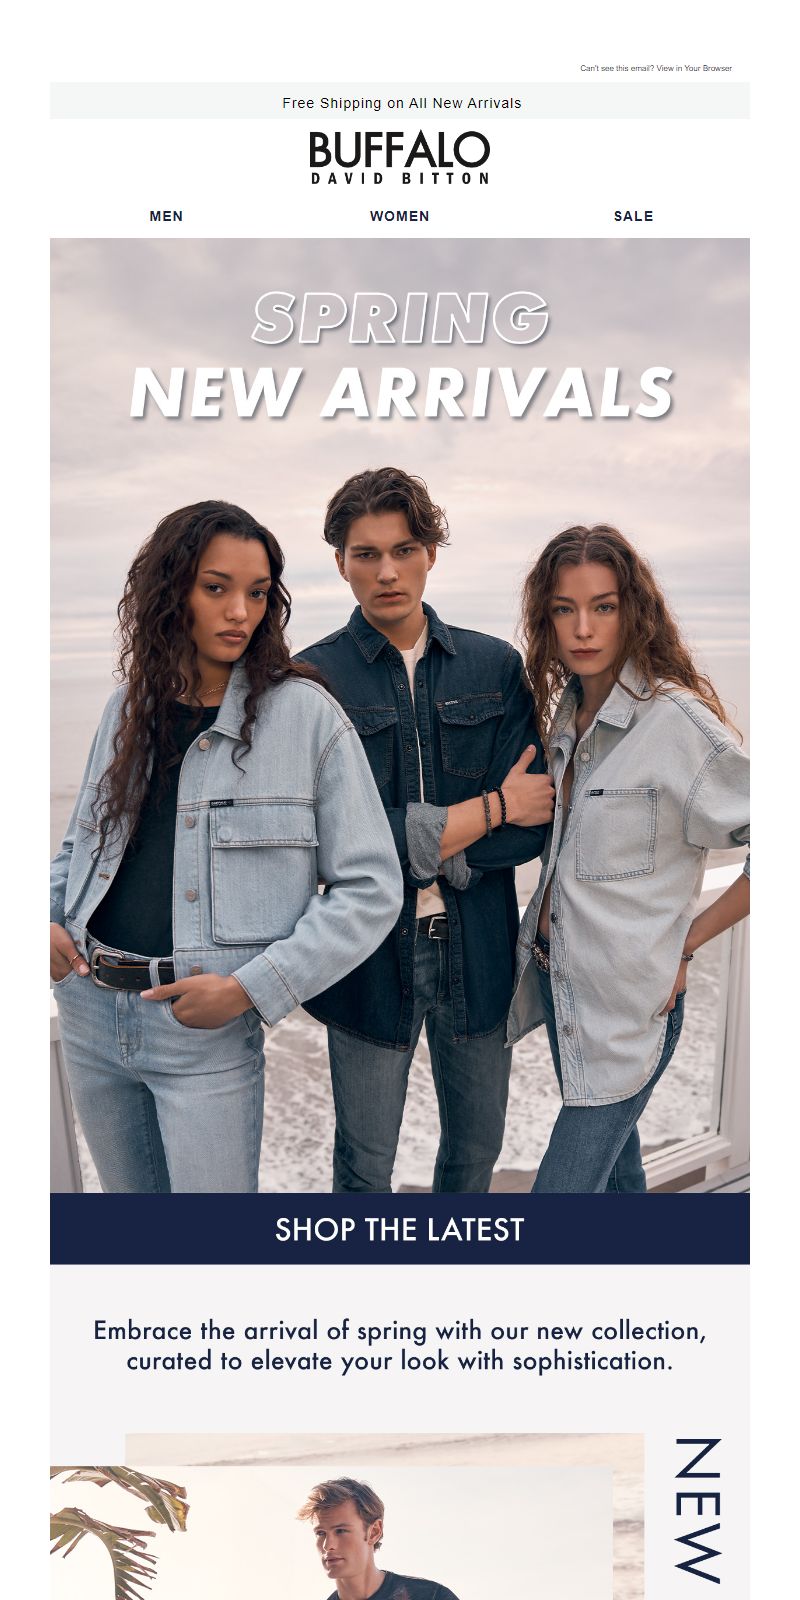 Can't see this email? View in Your Browser
Free Shipping on All New Arrivals
BUFFALO
DAVID BITTON
MEN WOMEN SALE
SPRING
NEW ARRIVALS
SHOP THE LATEST
Embrace the arrival of spring with our new collection,
curated to elevate your look with sophistication.
NEW